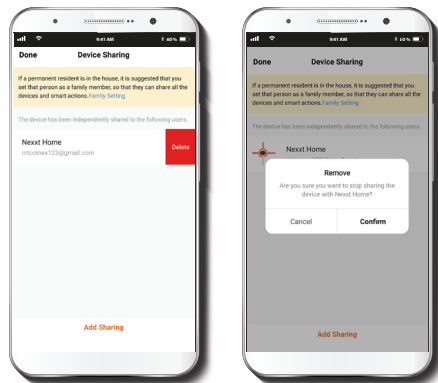 9:41 AM
60%
Done
Device Sharing
If a permanent resident is in the house, it is suggested that you
set that person as a family member, so that they can share all the
devices and smart actions.Family Setting
The device has been independently shared to the following users.
Nexxt Home
intcomex123@gmail.com
Delete
Add Sharing
9:41 AM
60%
Done
Device Sharing
If a permanent resident is in the house, it is suggested that you
set that person as a family member, so that they can share all the
devices and smart actions.Family Setting
The device has been independently shared to the following users.
Nexxt Home
Remove
Are you sure you want to stop sharing the
device with Nexxt Home?
Cancel
Confirm
Add Sharing